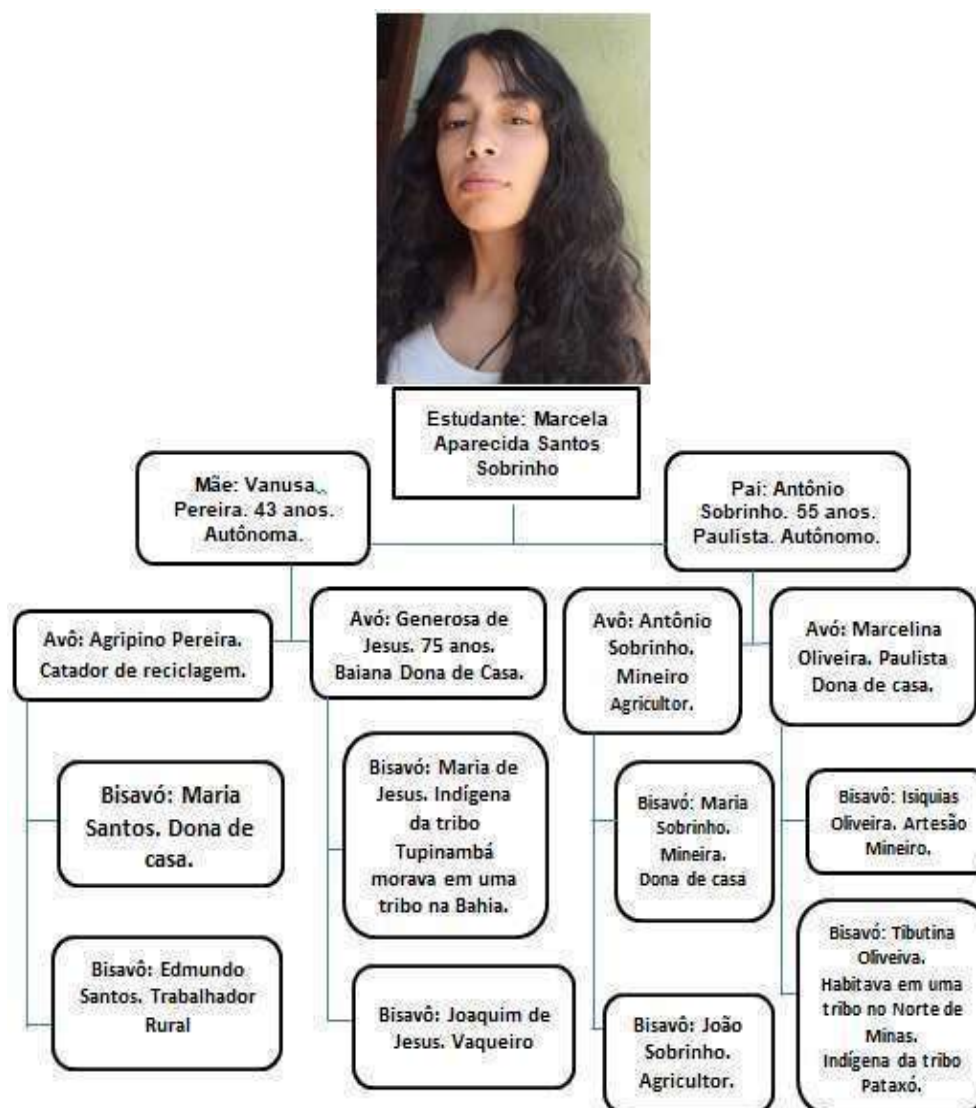 Estudante: Marcela
Aparecida Santos
Sobrinho
Mãe: Vanusa
Pereira. 43 anos.
Autônoma.
Pai: Antônio
Sobrinho. 55 anos.
Paulista. Autônomo.
Avô: Agripino Pereira.
Catador de reciclagem.
Avó: Generosa de
Jesus. 75 anos.
Baiana Dona de Casa.
Avô: Antônio
Sobrinho.
Mineiro
Agricultor.
Avó: Marcelina
Oliveira. Paulista
Dona de casa.
Bisavó: Maria
Santos. Dona de
casa.
Bisavó: Maria de
Jesus. Indígena
da tribo
Tupinambá
morava em uma
tribo na Bahia.
Bisavó: Maria
Sobrinho.
Mineira.
Dona de casa
Bisavô: Isiquias
Oliveira. Artesão
Mineiro.
Bisavô: Edmundo
Santos. Trabalhador
Rural
Bisavô: Joaquim de
Jesus. Vaqueiro
Bisavô: João
Sobrinho.
Agricultor.
Bisavó: Tibutina
Oliveiva.
Habitava em uma
tribo no Norte de
Minas.
Indígena da tribo
Pataxó.